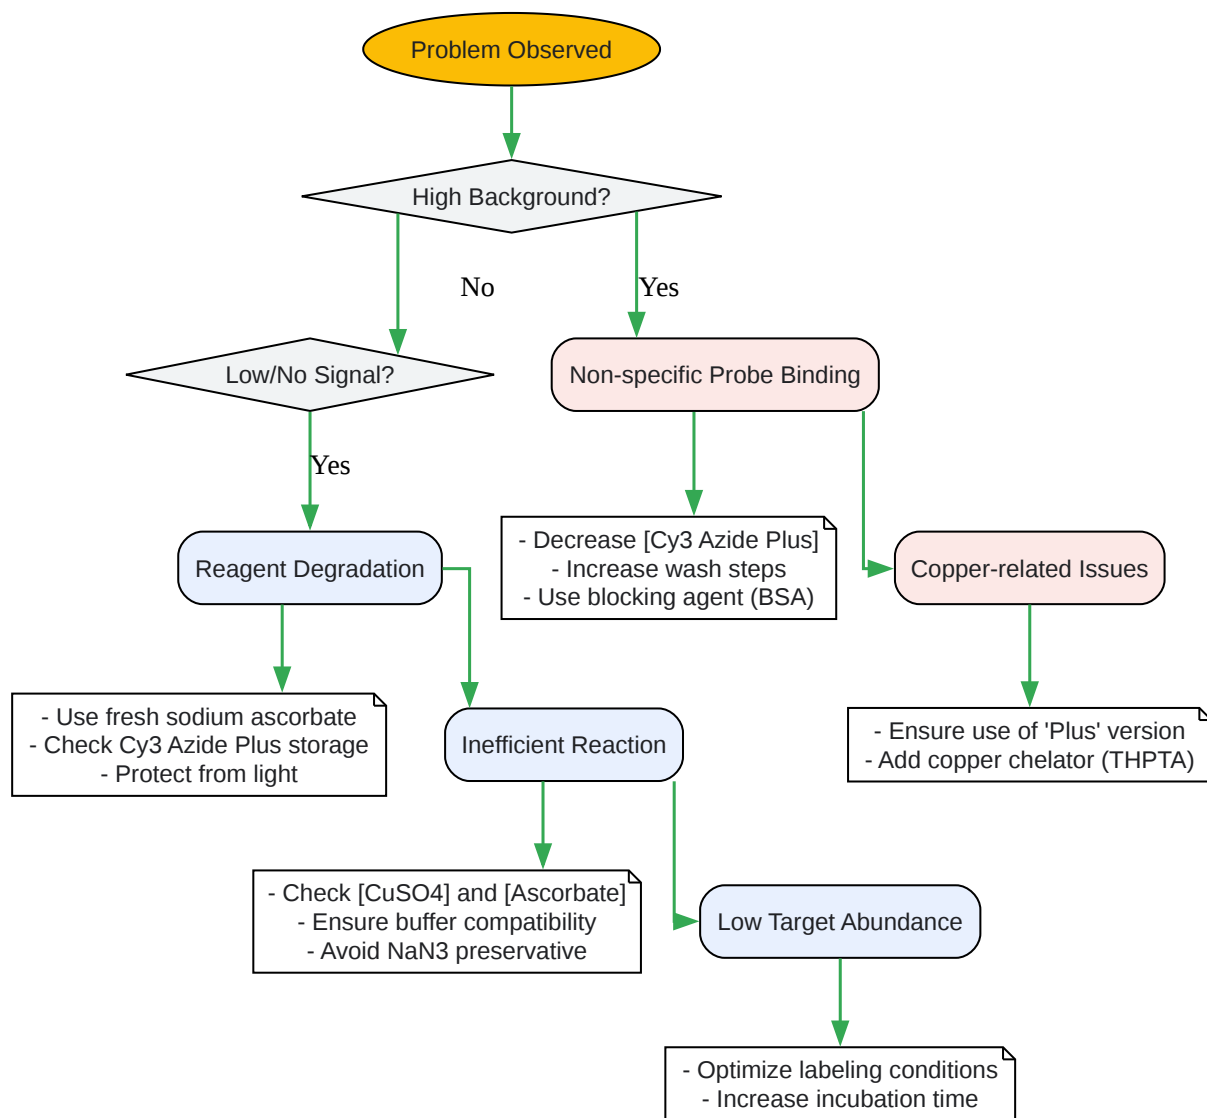 Problem Observed
High Background?
No
Yes
Low/No Signal?
Non-specific Probe Binding
Yes
- Decrease [Cy3 Azide Plus]
- Increase wash steps
- Use blocking agent (BSA)
Reagent Degradation
Copper-related Issues
- Use fresh sodium ascorbate
- Check Cy3 Azide Plus storage
- Protect from light
Inefficient Reaction
- Ensure use of 'Plus' version
- Add copper chelator (THPTA)
- Check [CuSO4] and [Ascorbate]
- Ensure buffer compatibility
- Avoid NaN3 preservative
Low Target Abundance
- Optimize labeling conditions
- Increase incubation time